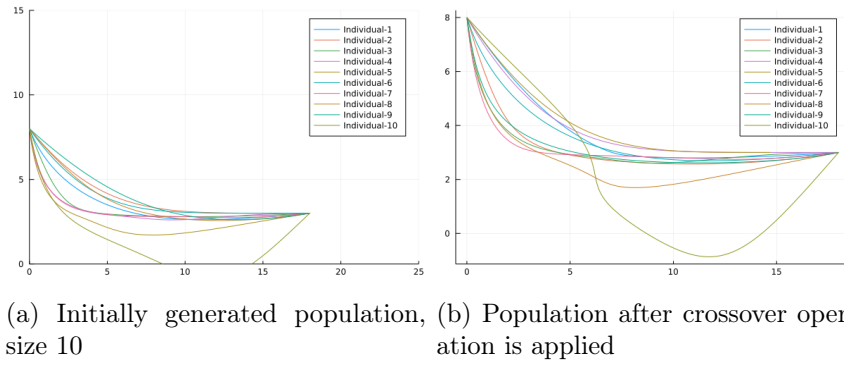 15
10
5
0
0
5
10
15
20
25
Individual-1
Individual-2
Individual-3
Individual-4
Individual-5
Individual-6
Individual-7
Individual-8
Individual-9
Individual-10
8
6
4
2
0
0
5
10
15
Individual-1
Individual-2
Individual-3
Individual-4
Individual-5
Individual-6
Individual-7
Individual-8
Individual-9
Individual-10
(a) Initially generated population,
size 10
(b) Population after crossover oper
ation is applied